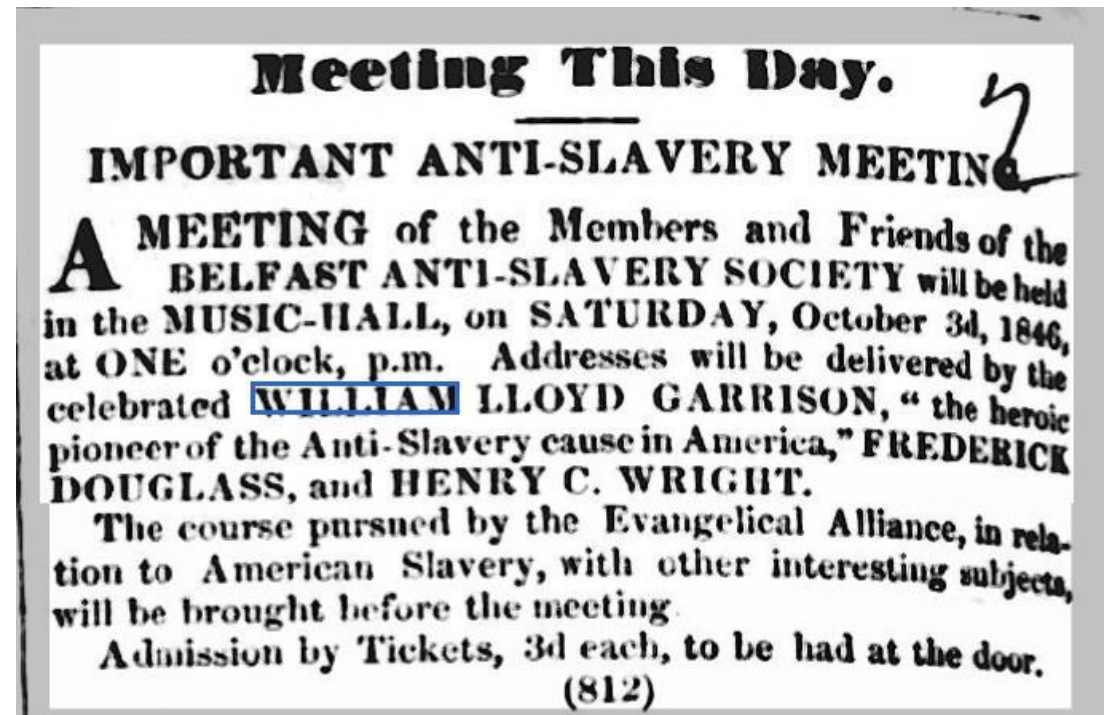 Meeting This Day.
IMPORTANT ANTI-SLAVERY MEETING
A MEETING of the Members and Friends of the
BELFAST ANTI-SLAVERY SOCIETY will be held
in the MUSIC-HALL, on SATURDAY, October 3d, 1846,
at ONE o'clock, p.m. Addresses will be delivered by the
celebrated WILLIAM LLOYD GARRISON, “ the heroic
pioneer of the Anti-Slavery cause in America,” FREDERICK
DOUGLASS, and HENRY C. WRIGHT.
The course pursued by the Evangelical Alliance, in rela-
tion to American Slavery, with other interesting subjects,
will be brought before the meeting.
Admission by Tickets, 3d each, to be had at the door.
(812)